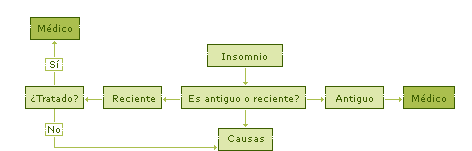 Médico
Sí
Insomnio
¿Tratado?
Reciente
Es antiguo o reciente?
Antiguo
Médico
No
Causas